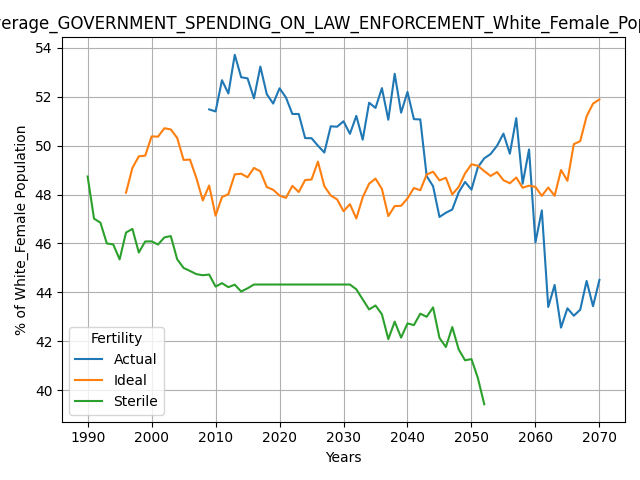 verage_GOVERNMENT_SPENDING_ON_LAW_ENFORCEMENT_White_Female_Pop
54
52
50
48
46
44
42
40
% of White_Female Population
Fertility
Actual
Ideal
Sterile
1990 2000 2010 2020 2030 2040 2050 2060 2070
Years